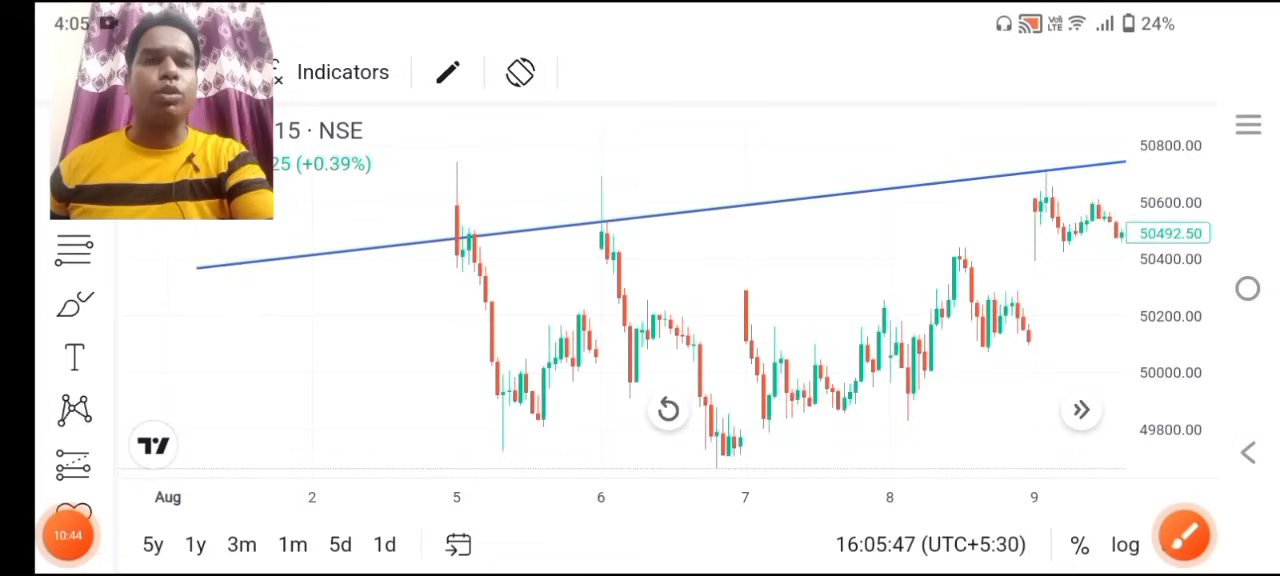 4:05
Vo)) LTE
24%
Indicators
15 · NSE
25 (+0.39%)
50800.00
50600.00
50492.50
50400.00
50200.00
50000.00
49800.00
Aug 2 5 6 7 8 9
10:44
5y 1y 3m 1m 5d 1d
16:05:47 (UTC+5:30)
% log